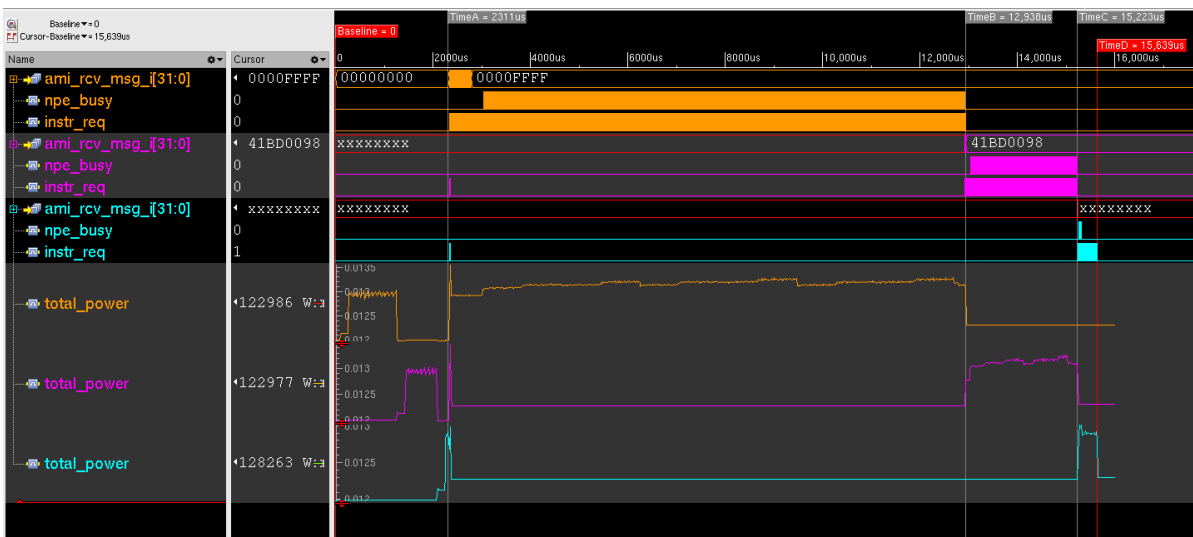 TimeA = 2311us TimeB = 12,938us TimeC = 15,223us
Baseline▼= 0
Cursor-Baseline▼= 15,639us
Baseline = 0
TimeD = 15,639us
Name Cursor 0 2000us 4000us 6000us 8000us 10,000us 12,000us 14,000us 16,000us
ami_rcv_msg_i[31:0] 0000FFFF 00000000 0000FFFF
npe_busy 0
instr_req 0
ami_rcv_msg_i[31:0] 41BD0098 xxxxxxxx 41BD0098
npe_busy 0
instr_req 0
ami_rcv_msg_i[31:0] xxxxxxxx xxxxxxxx xxxxxxxx
npe_busy 0
instr_req 1
0.0135
total_power 122986 W 0.013
0.0125
0.012
0.013
total_power 122977 W
0.0125
0.012
0.013
total_power 128263 W 0.0125
0.012